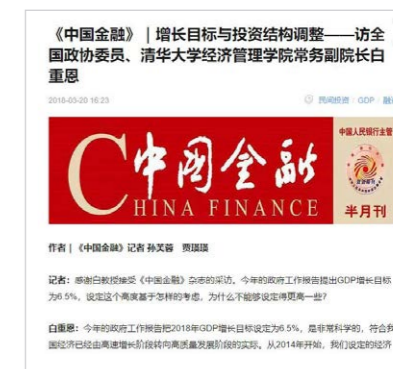 《中国金融》｜增长目标与投资结构调整——访全
国政协委员、清华大学经济管理学院常务副院长白
重恩
2018-03-20 16:23
民间投资 GDP
中国金融
CHINA FINANCE
中国人民银行主管
半月刊
作者｜《中国金融》记者 孙芙蓉 贾瑛瑛
记者：感谢白教授接受《中国金融》杂志的采访。今年的政府工作报告提出GDP增长目标
为6.5%，设定这个高度基于怎样的考虑，为什么不能够设定得更高一些？
白重恩：今年的政府工作报告把2018年GDP增长目标设定为6.5%，是非常科学的，符合我
国经济已经由高速增长阶段转向高质量发展阶段的实际。从2014年开始，我们设定的经济